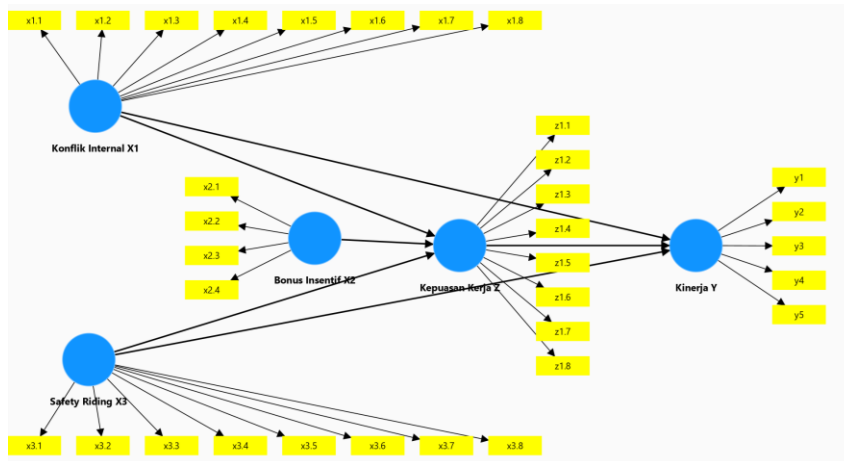 x1.1 x1.2 x1.3 x1.4 x1.5 x1.6 x1.7 x1.8
Konflik Internal X1
z1.1
z1.2
z1.3
z1.4
z1.5
z1.6
z1.7
z1.8
x2.1
x2.2
x2.3
x2.4
Bonus Insentif X2
Kepuasan Kerja Z
Kinerja Y
y1
y2
y3
y4
y5
Safety Riding X3
x3.1 x3.2 x3.3 x3.4 x3.5 x3.6 x3.7 x3.8